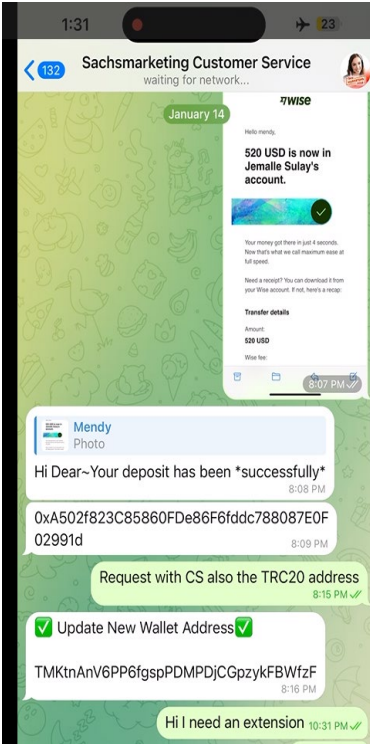 1:31
23
132
Sachsmarketing Customer Service
waiting for network...
January 14
WISE
Hello mendy,
520 USD is now in
Jemalle Sulay's
account.
Your money got there in just 4 seconds.
Now that's what we call maximum ease at
full speed.
Need a receipt? You can download it from
your Wise account. If not, here's a recap:
Transfer details
Amount:
520 USD
Wise fee:
8:07 PM
Mendy
Photo
Hi Dear~Your deposit has been *successfully*
8:08 PM
0xA502f823C85860FDe86F6fddc788087E0F
02991d
8:09 PM
Request with CS also the TRC20 address
8:15 PM
✅ Update New Wallet Address✅
TMKtnAnV6PP6fgspPDMPDjCGpzykFBWfzF
8:16 PM
Hi I need an extension 10:31 PM